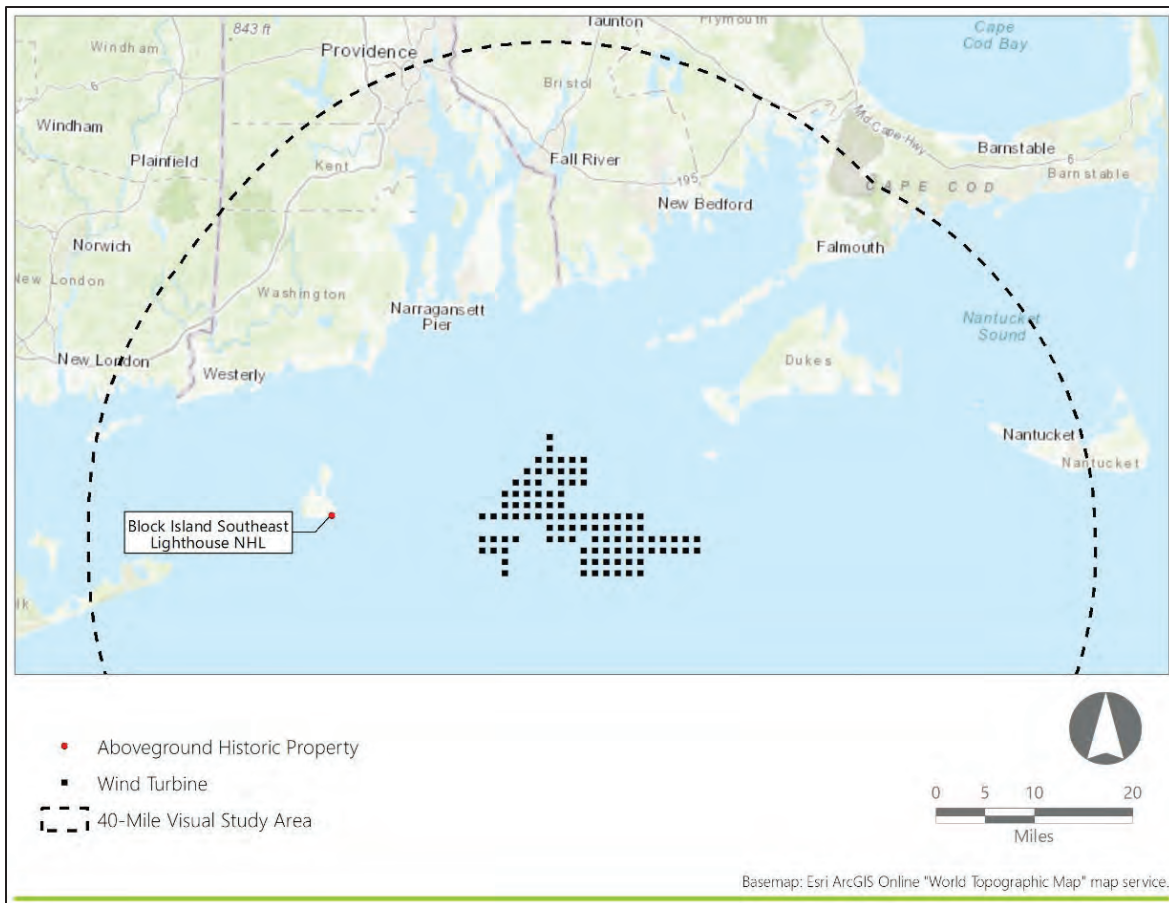 843 ft
Taunton
Plymouth
Cape
Cod Bay
Windham
Providence
Bristol
6
Windham
Mid Cape Hwy
Plainfield
Kent
Fall River
Barnstable
6
Barnstable
195
CAPE COD
New Bedford
Norwich
Falmouth
New London
Washington
Narragansett
Pier
Nantucket
Sound
New London
Westerly
Dukes
Nantucket
Nantucket
Block Island Southeast
Lighthouse NHL
lk
Aboveground Historic Property
Wind Turbine
40-Mile Visual Study Area
0 5 10 20
Miles
Basemap: Esri ArcGIS Online "World Topographic Map" map service.